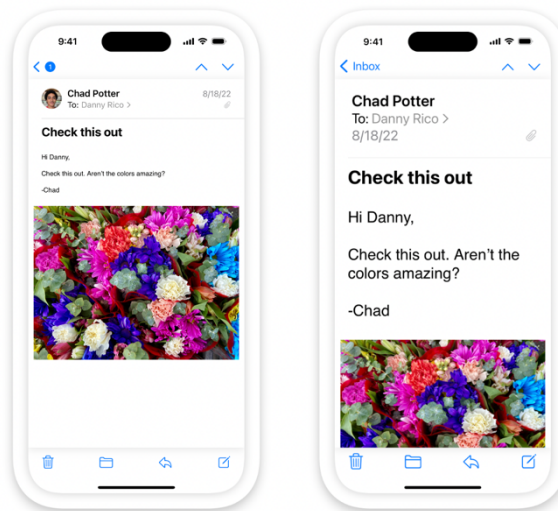 9:41
1
Chad Potter
8/18/22
To: Danny Rico >
Check this out
Hi Danny,
Check this out. Aren't the colors amazing?
-Chad
9:41
Inbox
Chad Potter
To: Danny Rico >
8/18/22
Check this out
Hi Danny,
Check this out. Aren't the
colors amazing?
-Chad